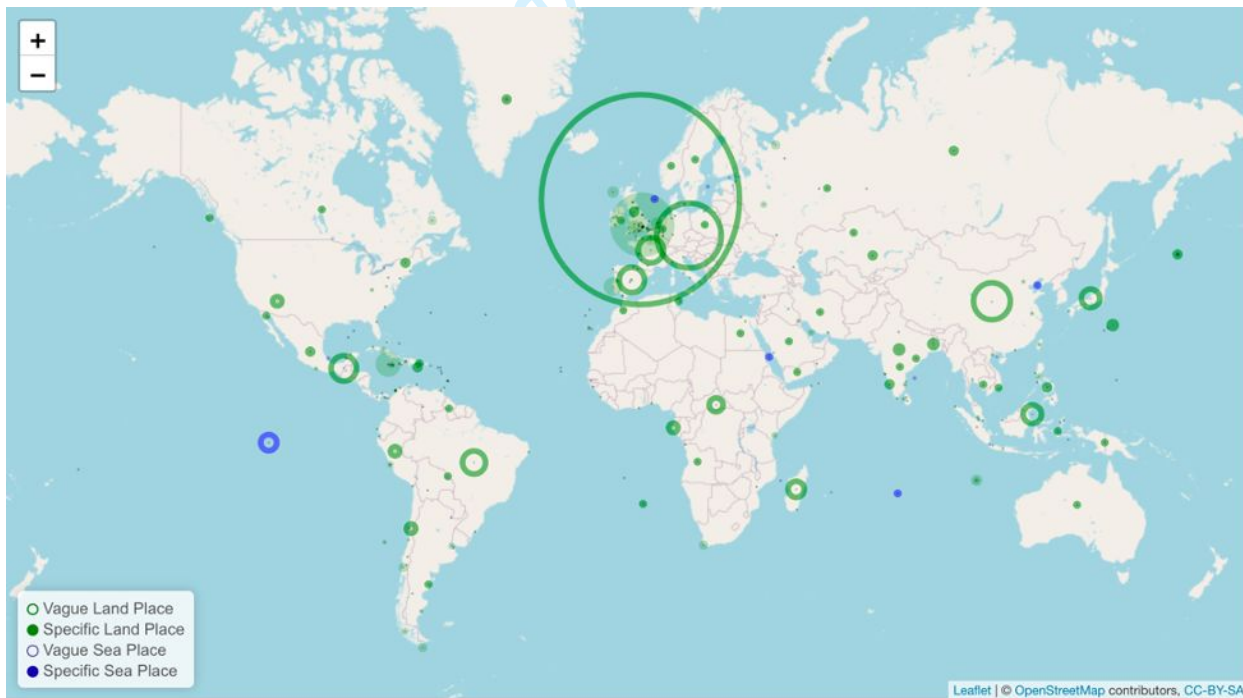 +
−
Vague Land Place
Specific Land Place
Vague Sea Place
Specific Sea Place
Leaflet | © OpenStreetMap contributors, CC-BY-SA